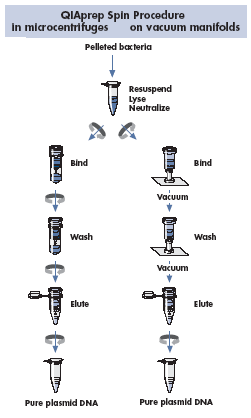 QIAprep Spin Procedure
in microcentrifuges on vacuum manifolds
Pelleted bacteria
Resuspend
Lyse
Neutralize
Bind Bind
Vacuum
Wash Wash
Vacuum
Elute Elute
Pure plasmid DNA Pure plasmid DNA